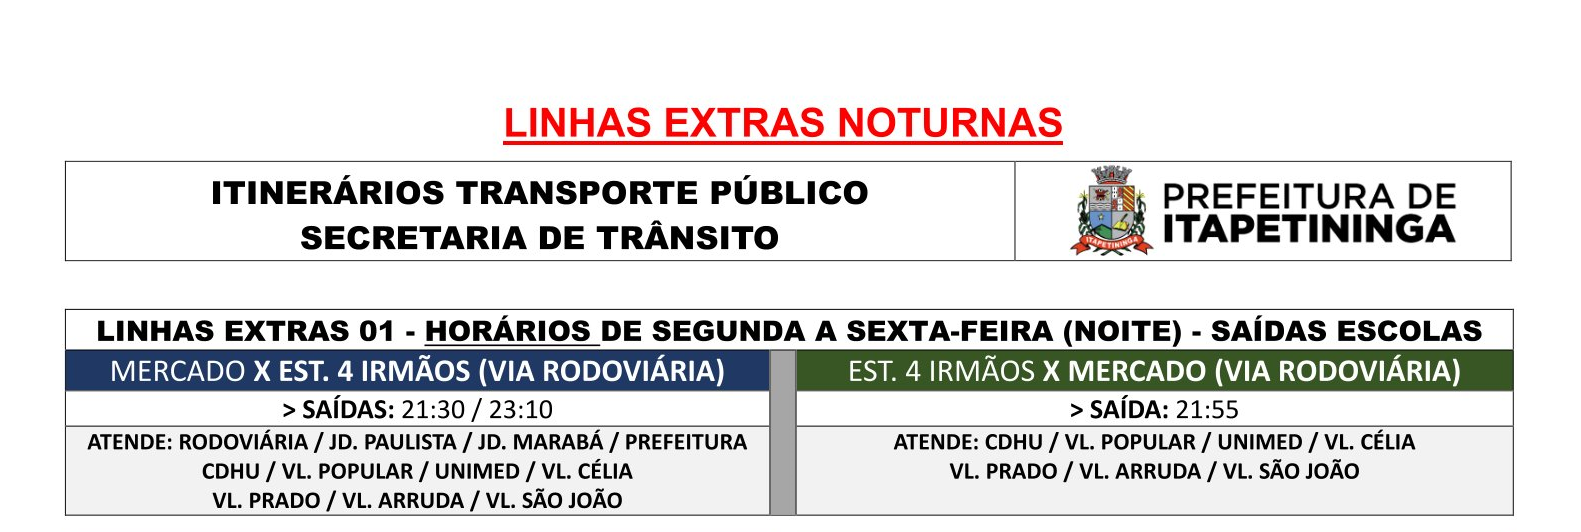 LINHAS EXTRAS NOTURNAS
ITINERÁRIOS TRANSPORTE PÚBLICO
SECRETARIA DE TRÂNSITO
ITAPETININGA
PREFEITURA DE
ITAPETININGA
LINHAS EXTRAS 01 - HORÁRIOS DE SEGUNDA A SEXTA-FEIRA (NOITE) - SAÍDAS ESCOLAS
MERCADO X EST. 4 IRMÃOS (VIA RODOVIÁRIA)
> SAÍDAS: 21:30 / 23:10
ATENDE: RODOVIÁRIA / JD. PAULISTA / JD. MARABÁ / PREFEITURA
CDHU / VL. POPULAR / UNIMED / VL. CÉLIA
VL. PRADO / VL. ARRUDA / VL. SÃO JOÃO
EST. 4 IRMÃOS X MERCADO (VIA RODOVIÁRIA)
> SAÍDA: 21:55
ATENDE: CDHU / VL. POPULAR / UNIMED / VL. CÉLIA
VL. PRADO / VL. ARRUDA / VL. SÃO JOÃO